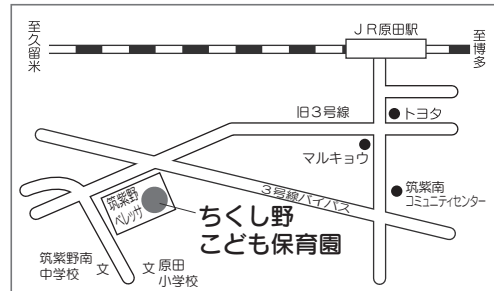 至久留米
JR原田駅
至博多
旧3号線
トヨタ
マルキョウ
3号線バイパス
筑紫南
コミュニティセンター
筑紫野
ベレッサ
ちくし野
こども保育園
筑紫野南
中学校
文
文
原田
小学校